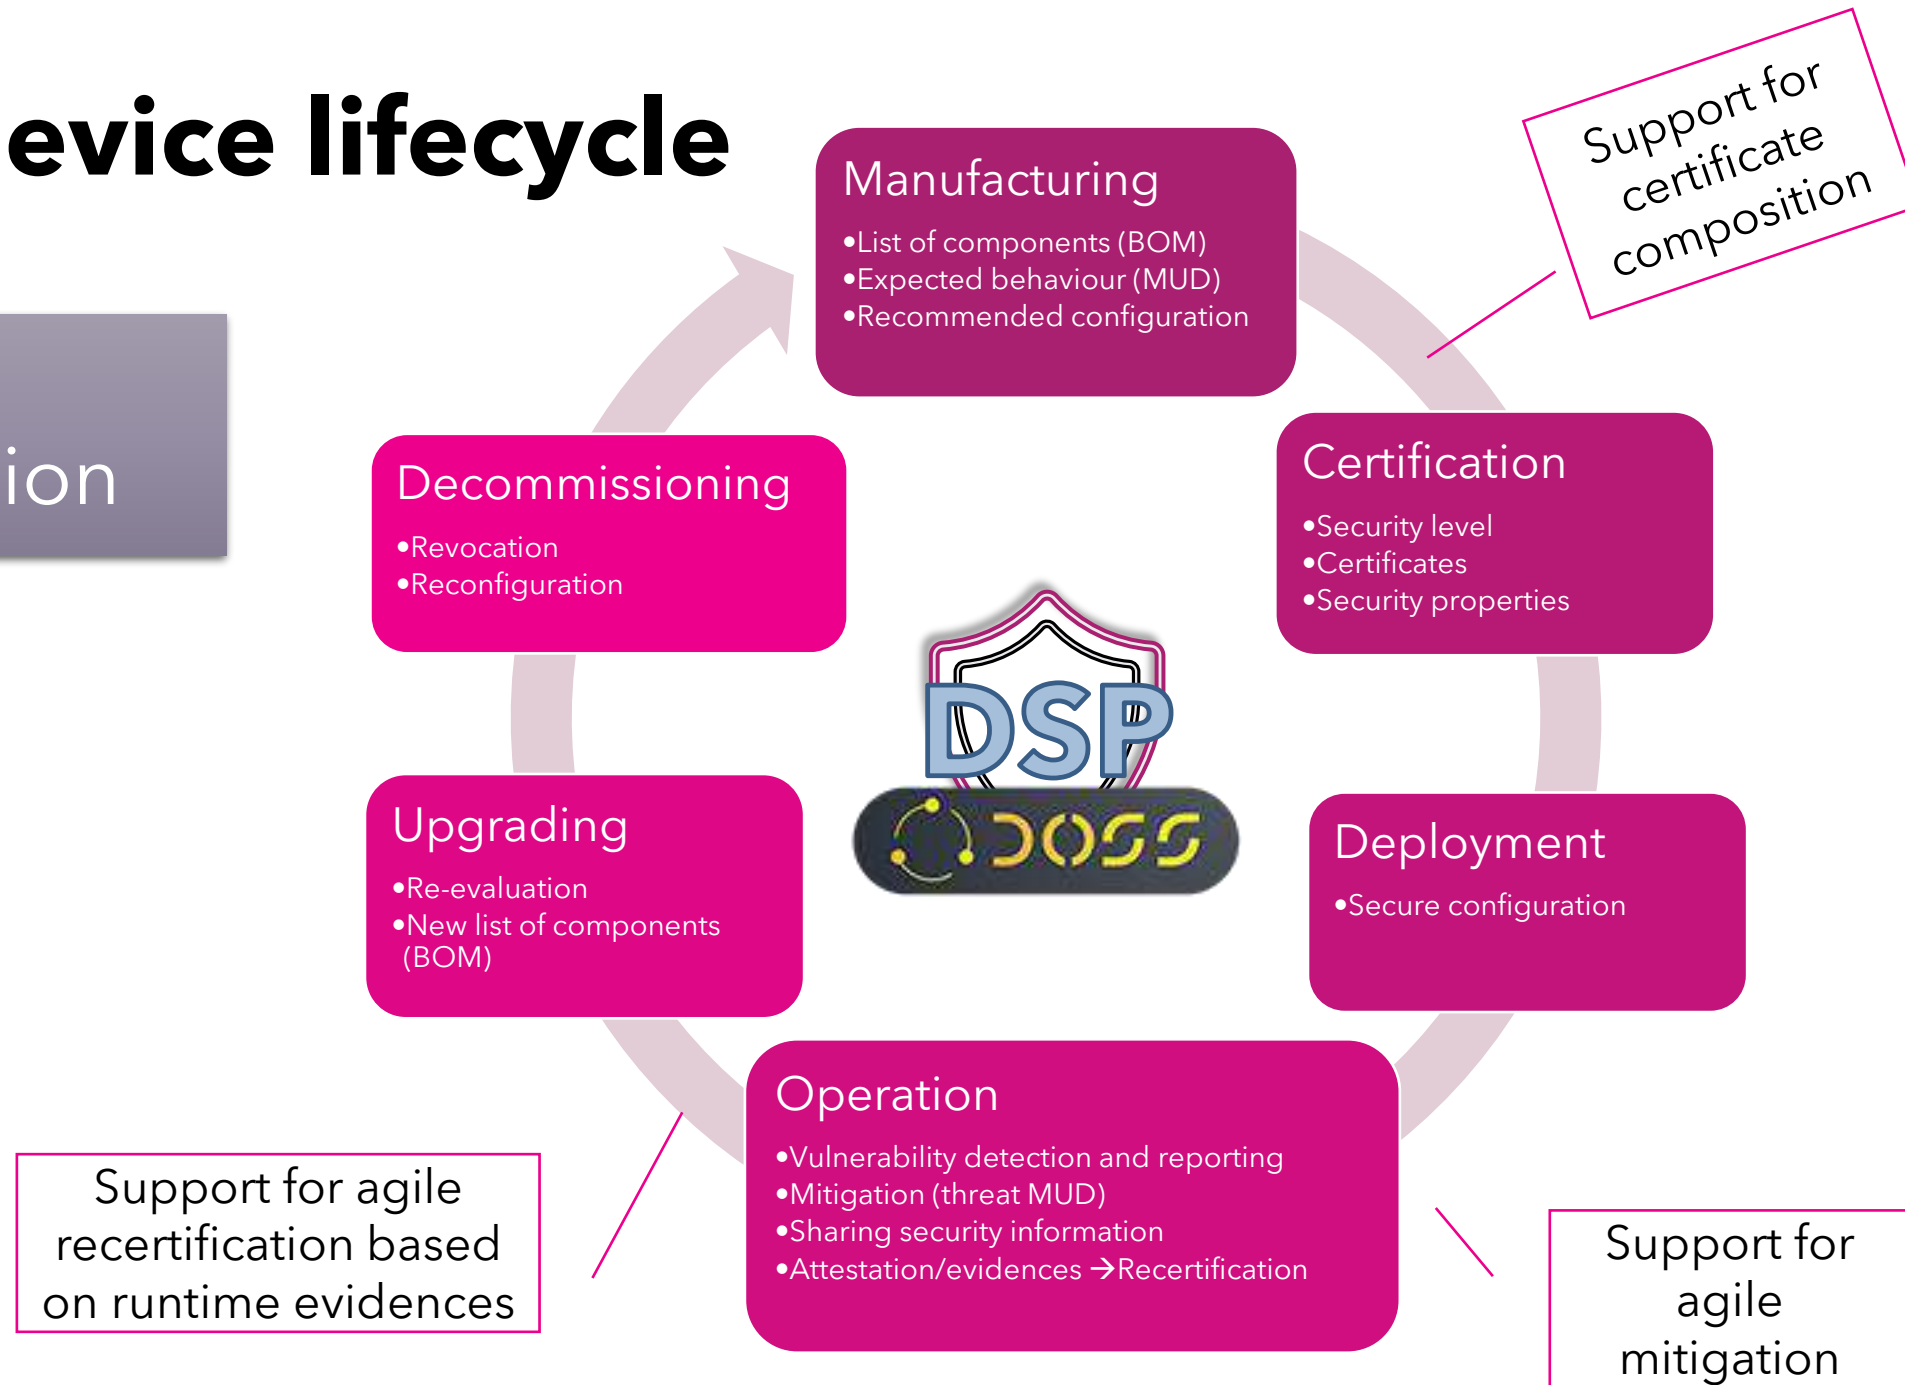 evice lifecycle
Support for
certificate
composition
Manufacturing
•List of components (BOM)
•Expected behaviour (MUD)
•Recommended configuration
ion
Decommissioning
•Revocation
•Reconfiguration
Certification
•Security level
•Certificates
•Security properties
DSP
DOSS
Upgrading
•Re-evaluation
•New list of components
(BOM)
Deployment
•Secure configuration
Operation
•Vulnerability detection and reporting
•Mitigation (threat MUD)
•Sharing security information
•Attestation/evidences →Recertification
Support for agile
recertification based
on runtime evidences
Support for
agile
mitigation